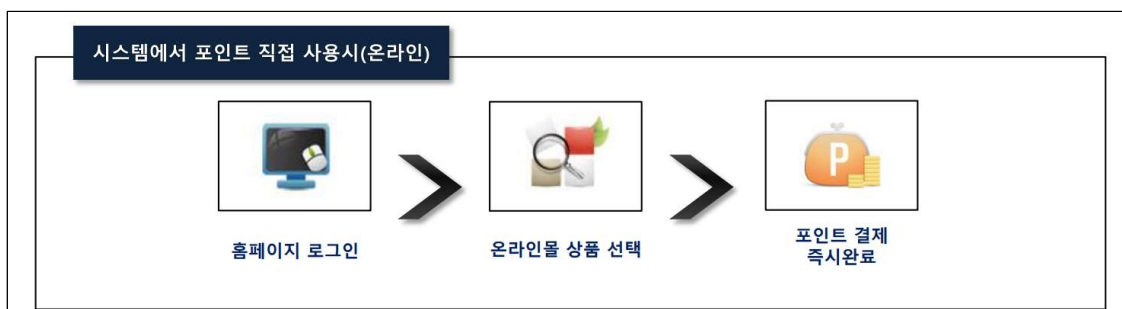 시스템에서 포인트 직접 사용시(온라인)
P
홈페이지 로그인
온라인몰 상품 선택
포인트 결제
즉시완료